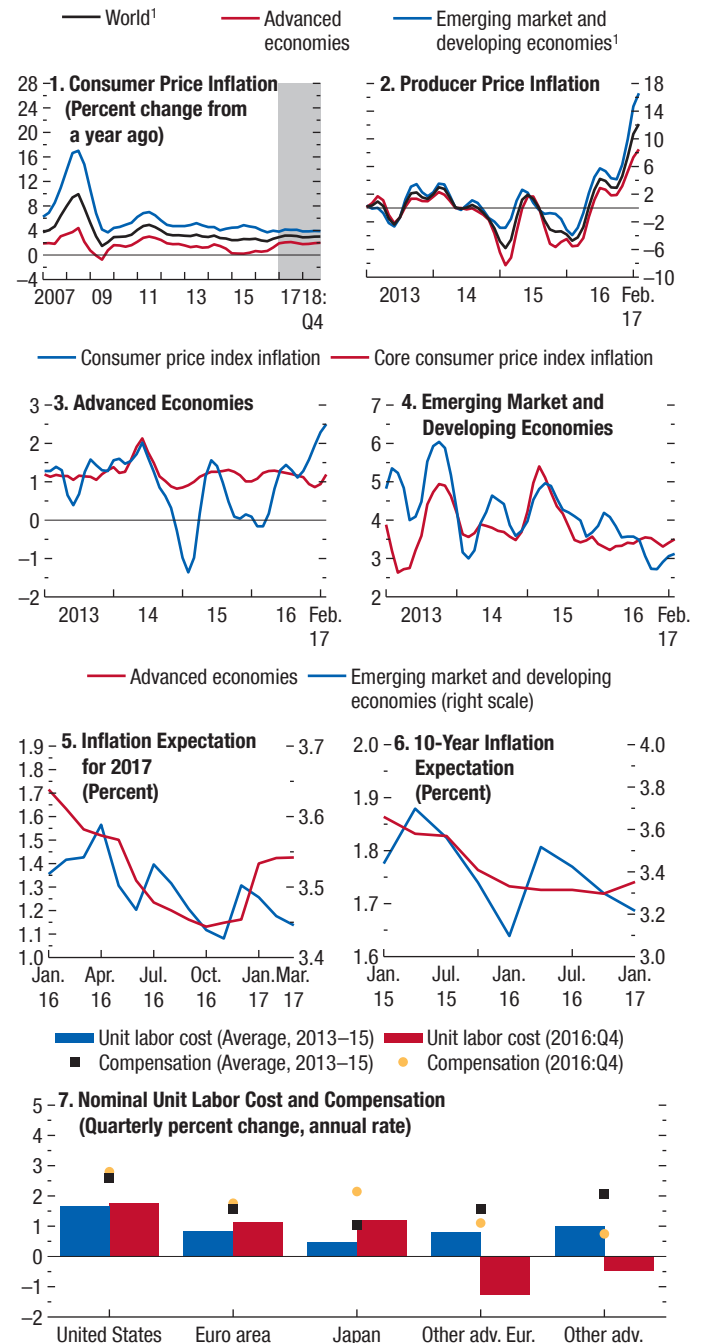 World¹
Advanced
economies
Emerging market and
developing economies¹
1. Consumer Price Inflation
(Percent change from
a year ago)
28
24
20
16
12
8
4
0
–4
2007 09 11 13 15 17 18:
Q4
2. Producer Price Inflation
18
14
10
6
2
–2
–6
–10
2013 14 15 16 Feb.
17
Consumer price index inflation
Core consumer price index inflation
3. Advanced Economies
3
2
1
0
–1
–2
2013 14 15 16 Feb.
17
4. Emerging Market and
Developing Economies
7
6
5
4
3
2
2013 14 15 16 Feb.
17
Advanced economies
Emerging market and developing
economies (right scale)
5. Inflation Expectation
for 2017
(Percent)
1.9
1.8
1.7
1.6
1.5
1.4
1.3
1.2
1.1
1.0
3.7
3.6
3.5
3.4
Jan. Apr. Jul. Oct. Jan. Mar.
16 16 16 16 17 17
6. 10-Year Inflation
Expectation
(Percent)
2.0
1.9
1.8
1.7
1.6
4.0
3.8
3.6
3.4
3.2
3.0
Jan. Jul. Jan. Jul. Jan.
15 15 16 16 17
Unit labor cost (Average, 2013–15)
Unit labor cost (2016:Q4)
Compensation (Average, 2013–15)
Compensation (2016:Q4)
7. Nominal Unit Labor Cost and Compensation
(Quarterly percent change, annual rate)
5
4
3
2
1
0
–1
–2
United States Euro area Japan Other adv. Eur. Other adv.